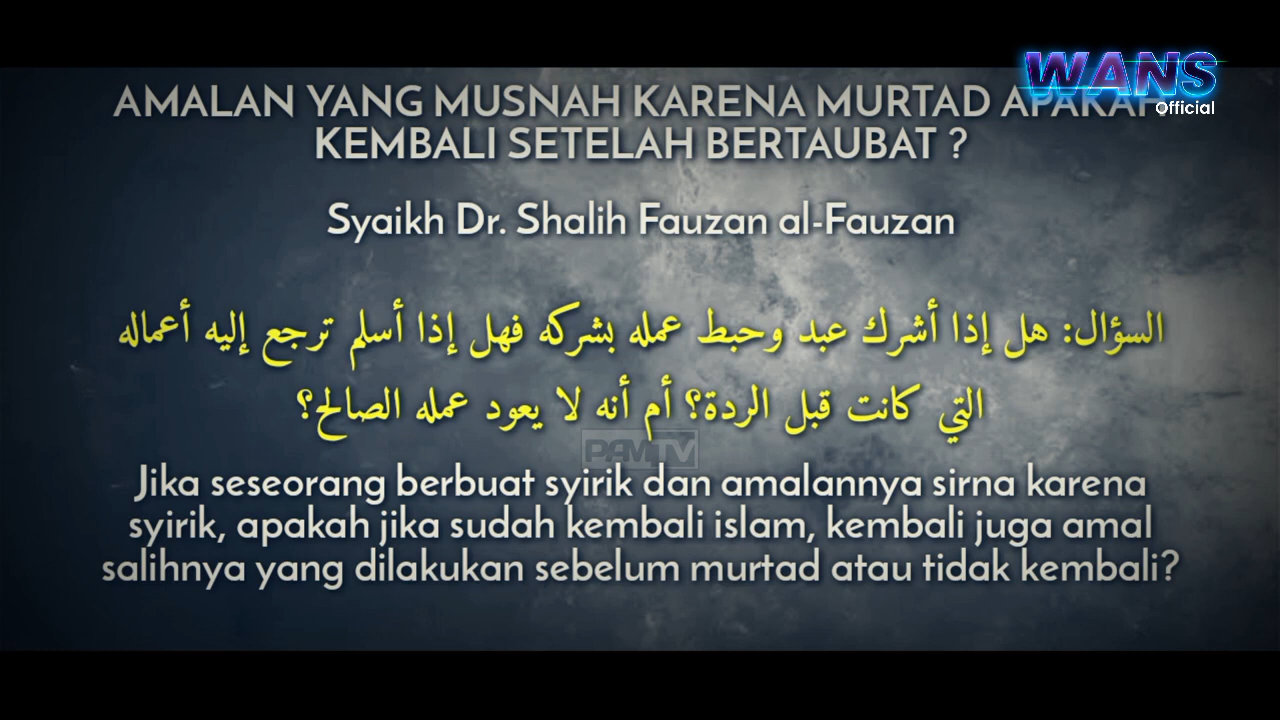 WANS
Official
AMALAN YANG MUSNAH KARENA MURTAD APAKAH
KEMBALI SETELAH BERTAUBAT ?
Syaikh Dr. Shalih Fauzan al-Fauzan
السؤال: هل إذا أشرك عبد وحبط عمله بشركه فهل إذا أسلم ترجع إليه أعماله
التي كانت قبل الردة؟ أم أنه لا يعود عمله الصالح؟
PAMTV
Jika seseorang berbuat syirik dan amalannya sirna karena
syirik, apakah jika sudah kembali islam, kembali juga amal
salihnya yang dilakukan sebelum murtad atau tidak kembali?